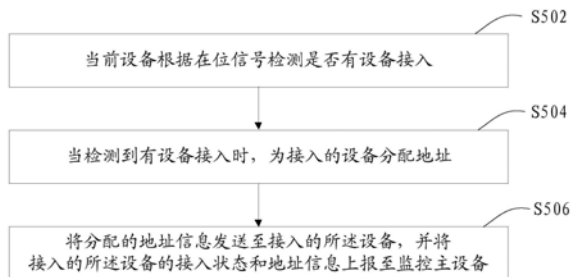 S502
当前设备根据在位信号检测是否有设备接入
S504
当检测到有设备接入时，为接入的设备分配地址
S506
将分配的地址信息发送至接入的所述设备，并将
接入的所述设备的接入状态和地址信息上报至监控主设备